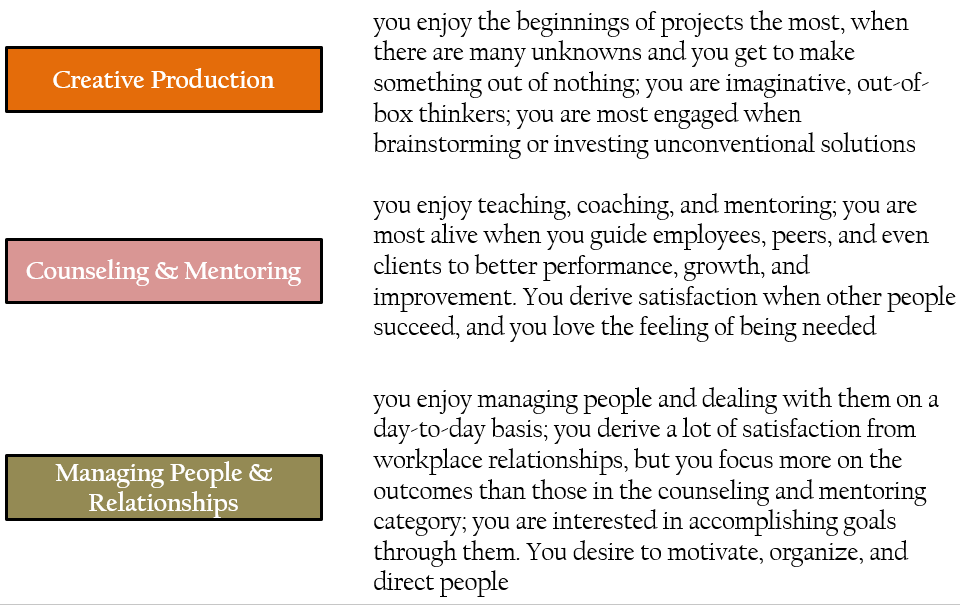 Creative Production
you enjoy the beginnings of projects the most, when
there are many unknowns and you get to make
something out of nothing; you are imaginative, out-of-
box thinkers; you are most engaged when
brainstorming or investing unconventional solutions
Counseling & Mentoring
you enjoy teaching, coaching, and mentoring; you are
most alive when you guide employees, peers, and even
clients to better performance, growth, and
improvement. You derive satisfaction when other people
succeed, and you love the feeling of being needed
Managing People &
Relationships
you enjoy managing people and dealing with them on a
day-to-day basis; you derive a lot of satisfaction from
workplace relationships, but you focus more on the
outcomes than those in the counseling and mentoring
category; you are interested in accomplishing goals
through them. You desire to motivate, organize, and
direct people